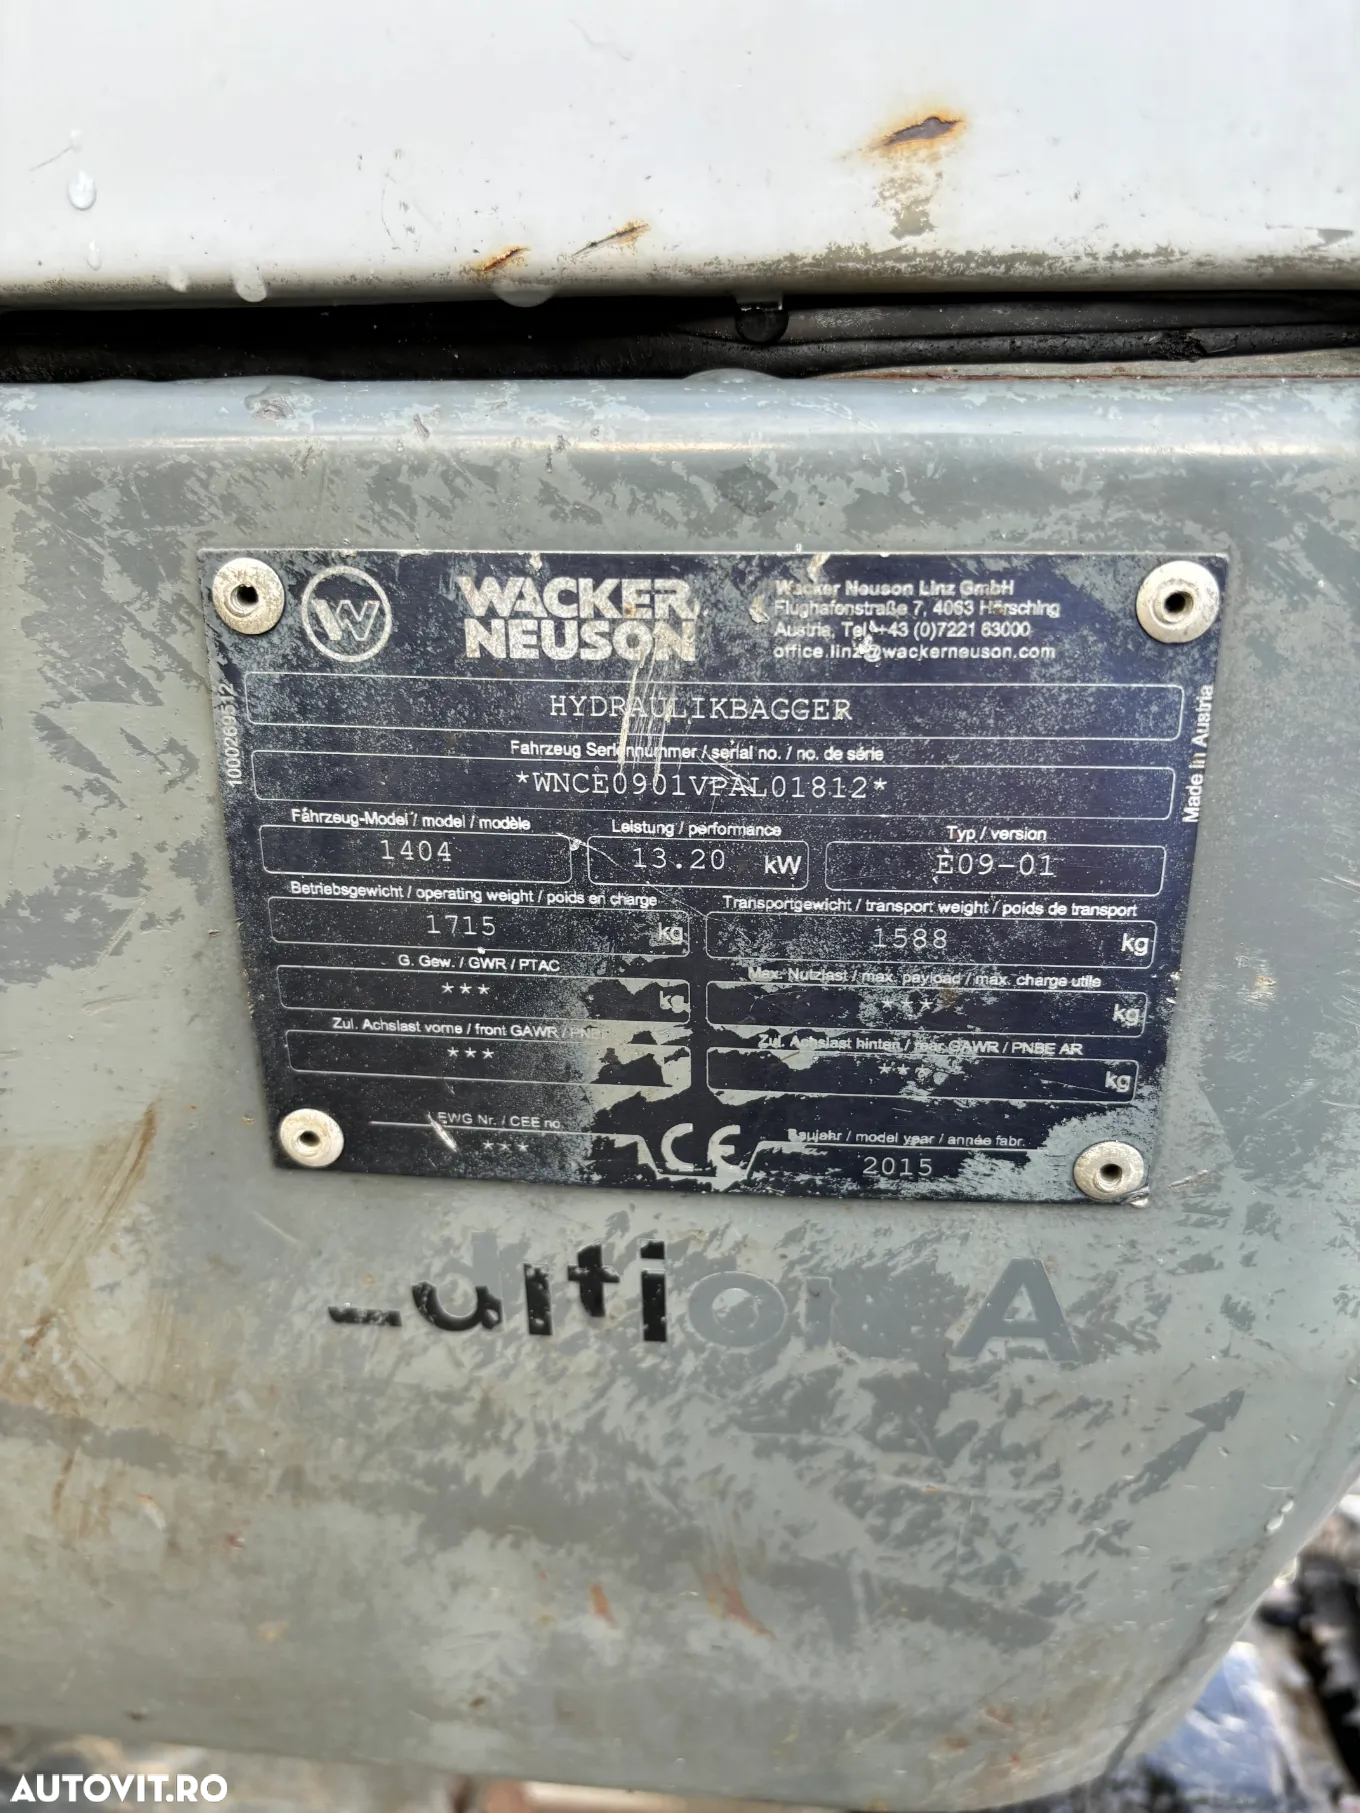 W
WACKER
NEUSON
Wacker Neuson Linz GmbH
Flughafenstraße 7, 4063 Hörsching
Austria, Tel. +43 (0)7221 63000
office.linz@wackerneuson.com
HYDRAULIKBAGGER
Fahrzeug Seriennummer / serial no. / no. de série
*WNCE0901VPAL01812*
1000269512
Made in Austria
Fahrzeug-Model / model / modèle
Leistung / performance
Typ / version
1404
13.20 kW
E09-01
Betriebsgewicht / operating weight / poids en charge
Transportgewicht / transport weight / poids de transport
1715 kg
1588 kg
G. Gew. / GWR / PTAC
Max. Nutzlast / max. payload / max. charge utile
*** kg
*** kg
Zul. Achslast vorne / front GAWR /
Zul. Achslast hinten / rear GAWR / PNBE AR
***
*** kg
EWG Nr. / CEE no.
***
CE
Baujahr / model year / année fabr.
2015
AUTOVIT.RO